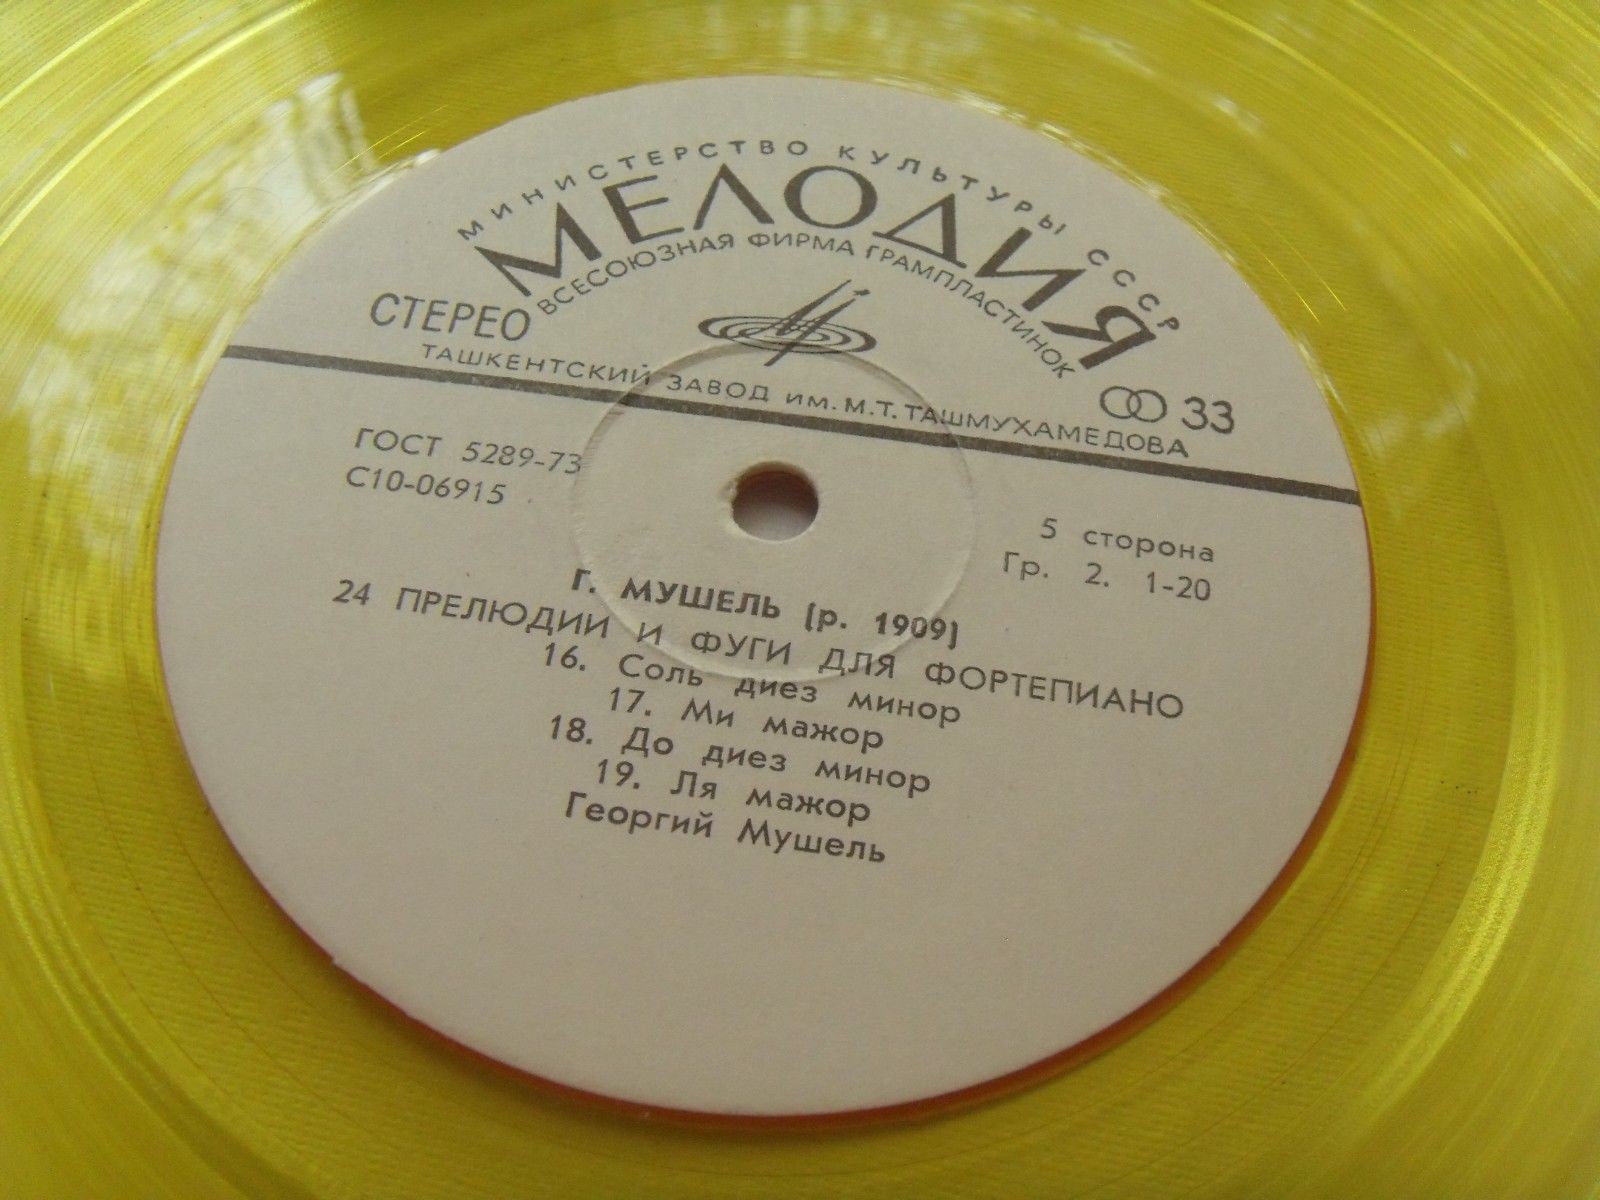 МИНИСТЕРСТВО КУЛЬТУРЫ СССР
МЕЛОДИЯ
ВСЕСОЮЗНАЯ ФИРМА ГРАМПЛАСТИНОК
СТЕРЕО
33
ТАШКЕНТСКИЙ ЗАВОД ИМ. М.Т. ТАШМУХАМЕДОВА
ГОСТ 5289-73
С10-06915
5 сторона
Гр. 2. 1-20
Г. МУШЕЛЬ (р. 1909)
24 ПРЕЛЮДИИ И ФУГИ ДЛЯ ФОРТЕПИАНО
16. Соль диез минор
17. Ми мажор
18. До диез минор
19. Ля мажор
Георгий Мушель